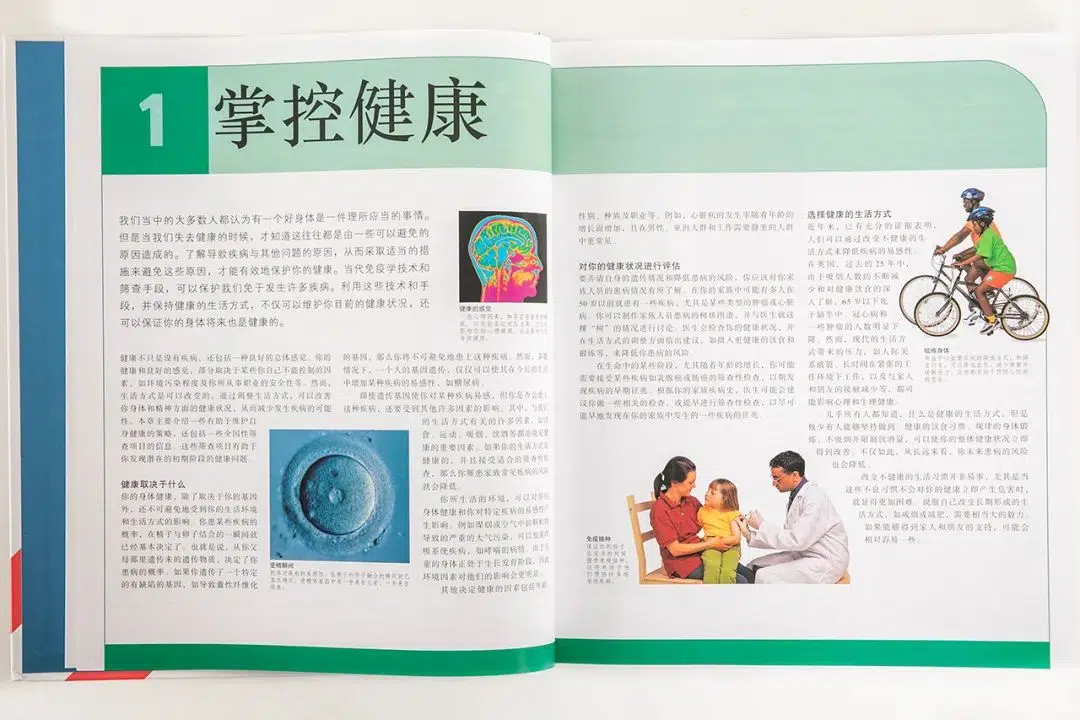 1 掌控健康
我们当中的大多数人都认为有一个好身体是一件理所应当的事情。
但是当我们失去健康的时候，才知道这往往都是由一些可以避免的
原因造成的。了解导致疾病与其他问题的原因，从而采取适当的措
施来避免这些原因，才能有效地保护你的健康。当代免疫学技术和
筛查手段，可以保护我们免于发生许多疾病。利用这些技术和手
段，并保持健康的生活方式，不仅可以维护你目前的健康状况，还
可以保证你的身体将来也是健康的。
健康的感觉
健康不只是没有疾病，还包括一种良好的总体感觉。你的
健康和良好的感觉，部分取决于某些你自己不能控制的因
素，如环境污染程度及你所从事职业的安全性等。然而，
生活方式是可以改变的，通过调整生活方式，可以改善
你身体和精神方面的健康状况，从而减少发生疾病的可能
性。本章主要介绍一些有助于维护自
身健康的策略，还包括一些全国性筛
查项目的信息。这些筛查项目有助于
你发现潜在的初期阶段的健康问题。
健康取决于什么
你的身体健康，除了取决于你的基因
外，还不可避免地受到你的生活环境
和生活方式的影响。你患某些疾病的
概率，在精子与卵子结合的一瞬间就
已经基本决定了。也就是说，从你父
母那里遗传来的遗传物质，决定了你
患病的概率。如果你遗传了一个特定
的有缺陷的基因，如导致囊性纤维化
受精瞬间
的基因，那么你将不可避免地患上这种疾病。然而，多数
情况下，一个人的基因遗传，仅仅可以使其在今后的
中增加某种疾病的易感性，如糖尿病。
即使遗传基因使你对某种疾病易感，但你是否会患上
这种疾病，还要受到其他许多因素的影响。其中，与我们
的生活方式有关的许多因素，如饮
食、运动、吸烟、饮酒等都是决定健
康的重要因素。如果你的生活方式是
健康的，并且接受适合的筛查性检
查，那么你罹患家族常见疾病的风险
就会降低。
你所生活的环境，可以对你的
身体健康和你对特定疾病的易感性产
生影响。例如煤烟或空气中的颗粒物
导致的严重的大气污染，可以加重呼
吸系统疾病，如哮喘的病情。由于儿
童的身体正处于生长发育阶段，因此
环境因素对他们的影响会更明显。
其他决定健康的因素包括年龄、
性别、种族及职业等。例如，心脏病的发生率随着年龄的
增长而增加，且在男性、亚洲人群和工作需要静坐的人群
中更常见。
对你的健康状况进行评估
要弄清自身的遗传情况和降低患病的风险，你应该对你家
族人员的患病情况有所了解。在你的家族中可能有多人在
50岁以前就患有一些疾病，尤其是某些类型的肿瘤或心脏
病。你可以制作家族人员患病的树状图谱，并与医生就这
棵“树”的情况进行讨论。医生会检查你的健康状况，并
在生活方式的调整方面给出建议，如摄入更健康的饮食和
锻炼等，来降低你患病的风险。
在生命中的某些阶段，尤其随着年龄的增长，你可能
需要接受某些疾病如乳腺癌或肠癌的筛查性检查，以期发
现疾病的早期征兆。根据你的家族患病史，医生可能会建
议你做一些相关的检查，或提早进行筛查性检查，以尽可
能早地发现在你的家族中发生的一些疾病的征兆。
免疫接种
选择健康的生活方式
近年来，已有充分的证据表明，
人们可以通过改变不健康的生
活方式来降低疾病的易感性。
在英国，过去的25年中，
由于吸烟人数的不断减
少和对健康饮食的深
入了解，65岁以下死
于脑卒中、冠心病和
一些肿瘤的人数明显下
降。然而，现代的生活方
式带来的压力，如人际关
系破裂、长时间在紧张的工
作环境下工作，以及与家人
和朋友的接触减少等，都可
能影响心理和生理健康。
几乎所有人都知道，什么是健康的生活方式，但是
极少有人能够坚持做到。健康的饮食习惯、规律的身体锻
炼、不吸烟并限制饮酒量，可以使你的整体健康状况立即
得到改善。不仅如此，从长远来看，你未来患病的风险
也会降低。
改变不健康的生活习惯并非易事，尤其是当
这些不良习惯不会对你的健康立即产生危害时，
就显得更加困难。说服自己改变长期形成的生
活方式，如戒烟或减肥，需要相当大的毅力。
如果能够得到家人和朋友的支持，可能会
相对容易一些。
锻炼身体